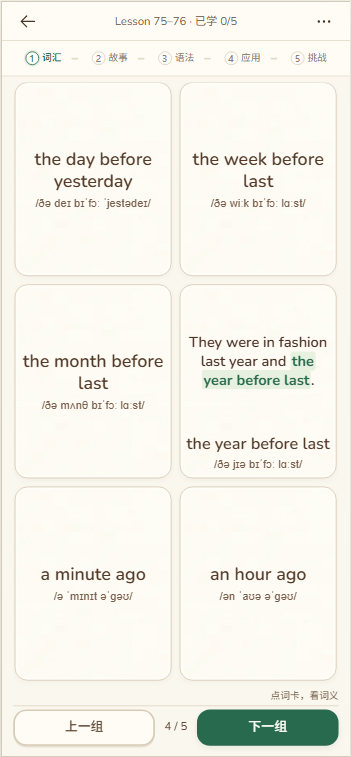 Lesson 75–76 · 已学 0/5
1 词汇 – 2 故事 – 3 语法 – 4 应用 – 5 挑战
the day before
yesterday
/ðə deɪ bɪˈfɔː ˈjestədeɪ/
the week before
last
/ðə wiːk bɪˈfɔː lɑːst/
the month before
last
/ðə mʌnθ bɪˈfɔː lɑːst/
They were in fashion
last year and the
year before last.
the year before last
/ðə jɪə bɪˈfɔː lɑːst/
a minute ago
/ə ˈmɪnɪt əˈɡəʊ/
an hour ago
/ən ˈaʊə əˈɡəʊ/
点词卡，看词义
上一组
4 / 5
下一组